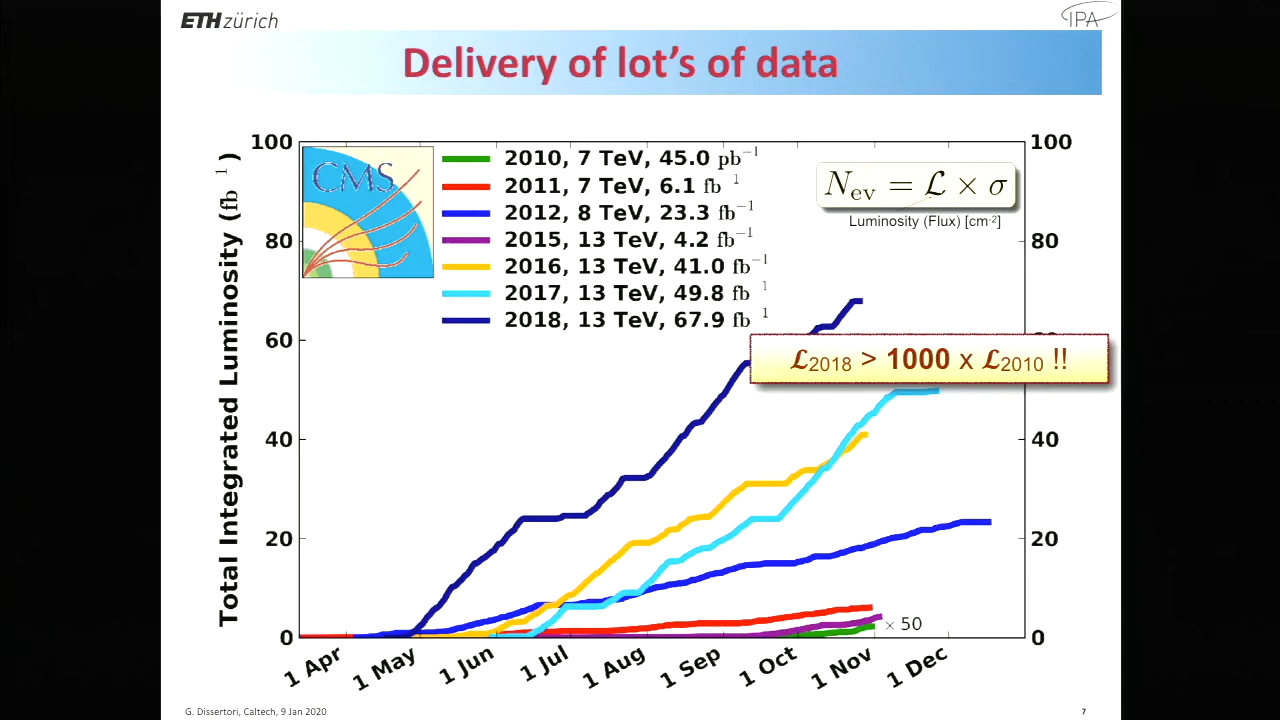 ETH zürich
IPA
Delivery of lot's of data
100
80
60
40
20
0
Total Integrated Luminosity (fb ¹)
CMS
2010, 7 TeV, 45.0 pb⁻¹
2011, 7 TeV, 6.1 fb ¹
2012, 8 TeV, 23.3 fb⁻¹
2015, 13 TeV, 4.2 fb⁻¹
2016, 13 TeV, 41.0 fb⁻¹
2017, 13 TeV, 49.8 fb ¹
2018, 13 TeV, 67.9 fb ¹
N_ev = ℒ × σ
Luminosity (Flux) [cm⁻²]
ℒ2018 > 1000 x ℒ2010 !!
100
80
40
20
0
× 50
1 Apr
1 May
1 Jun
1 Jul
1 Aug
1 Sep
1 Oct
1 Nov
1 Dec
G. Dissertori, Caltech, 9 Jan 2020
7